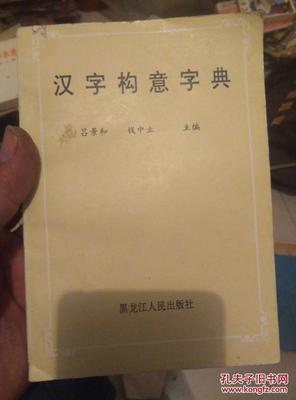 汉字构意字典
吕景和 钱中立 主编
黑龙江人民出版社
孔夫子旧书网